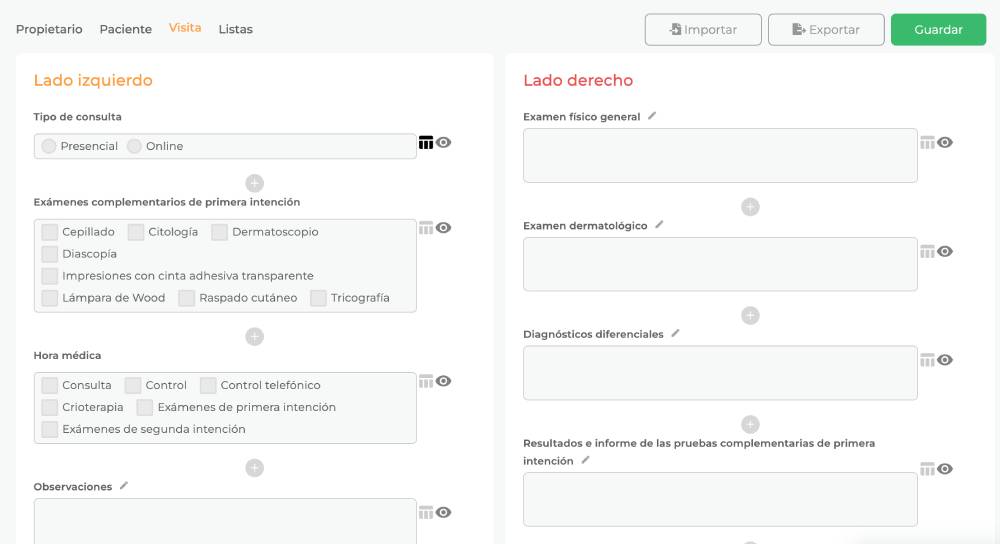 Propietario Paciente Visita Listas
Importar Exportar Guardar
Lado izquierdo
Tipo de consulta
Presencial Online
Exámenes complementarios de primera intención
Cepillado Citología Dermatoscopio
Diascopía
Impresiones con cinta adhesiva transparente
Lámpara de Wood Raspado cutáneo Tricografía
Hora médica
Consulta Control Control telefónico
Crioterapia Exámenes de primera intención
Exámenes de segunda intención
Observaciones
Lado derecho
Examen físico general
Examen dermatológico
Diagnósticos diferenciales
Resultados e informe de las pruebas complementarias de primera
intención